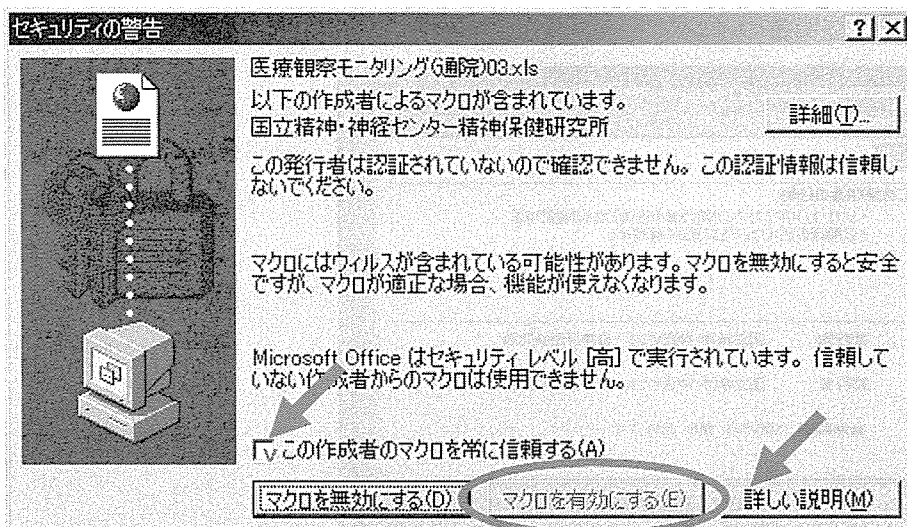 セキュリティの警告
医療観察モニタリング(通院)03.xls
以下の作成者によるマクロが含まれています。
国立精神・神経センター精神保健研究所
詳細(T)...
この発行者は認証されていないので確認できません。この認証情報は信頼し
ないでください。
マクロにはウィルスが含まれている可能性があります。マクロを無効にすると安全
ですが、マクロが適正な場合、機能が使えなくなります。
Microsoft Office はセキュリティ レベル [高] で実行されています。信頼して
いない作成者からのマクロは使用できません。
この作成者のマクロを常に信頼する(A)
マクロを無効にする(D)
マクロを有効にする(E)
詳しい説明(M)